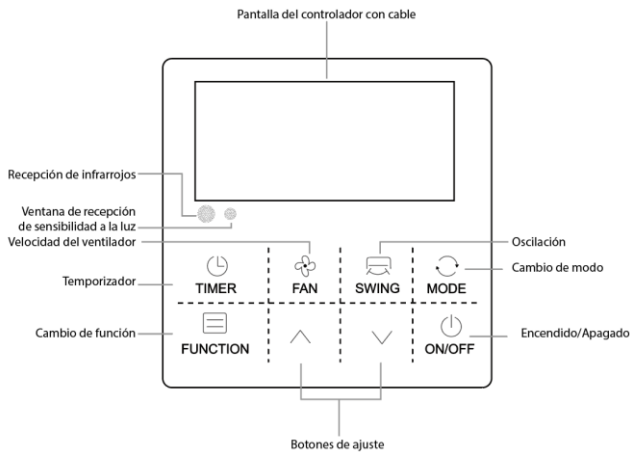 Pantalla del controlador con cable
Recepción de infrarrojos
Ventana de recepción
de sensibilidad a la luz
Velocidad del ventilador
Oscilación
Temporizador
TIMER
FAN
SWING
MODE
Cambio de modo
Cambio de función
FUNCTION
ON/OFF
Encendido/Apagado
Botones de ajuste